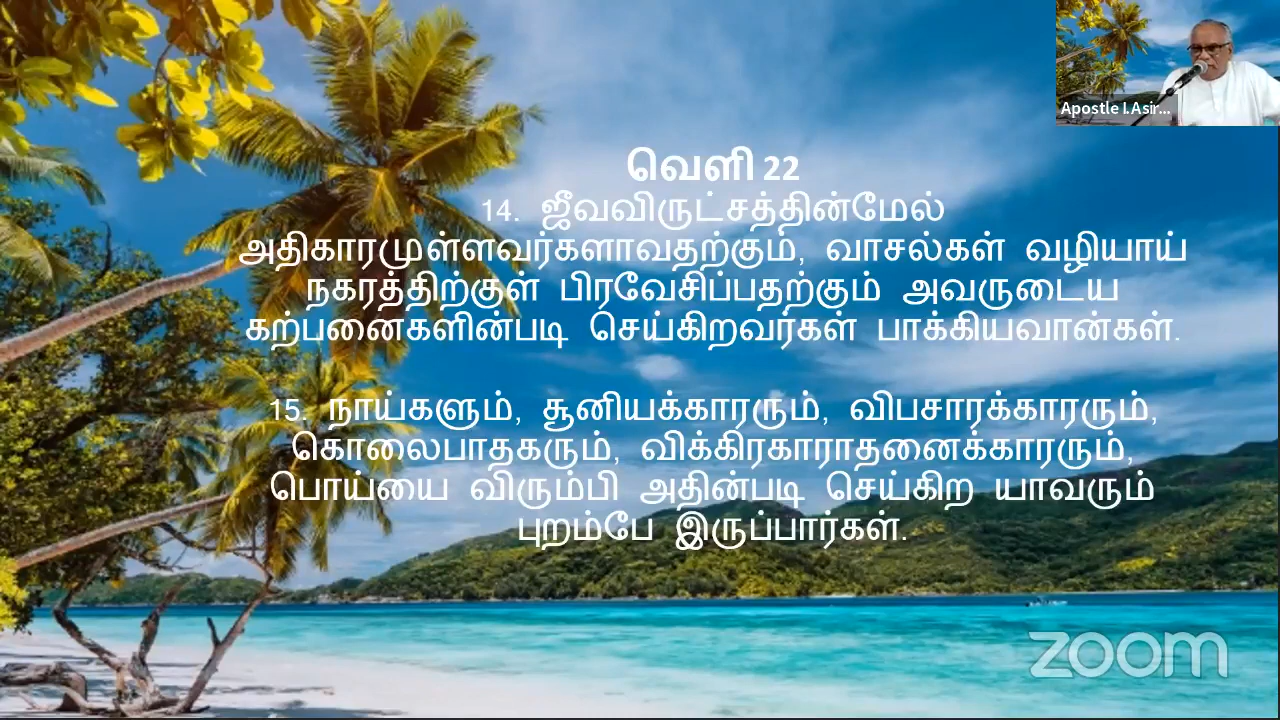 Apostle I.Asir...
வெளி 22
14. ஜீவவிருட்சத்தின்மேல்
அதிகாரமுள்ளவர்களாவதற்கும், வாசல்கள் வழியாய்
நகரத்திற்குள் பிரவேசிப்பதற்கும் அவருடைய
கற்பனைகளின்படி செய்கிறவர்கள் பாக்கியவான்கள்.
15. நாய்களும், சூனியக்காரரும், விபசாரக்காரரும்,
கொலைபாதகரும், விக்கிரகாராதனைக்காரரும்,
பொய்யை விரும்பி அதின்படி செய்கிற யாவரும்
புறம்பே இருப்பார்கள்.
zoom